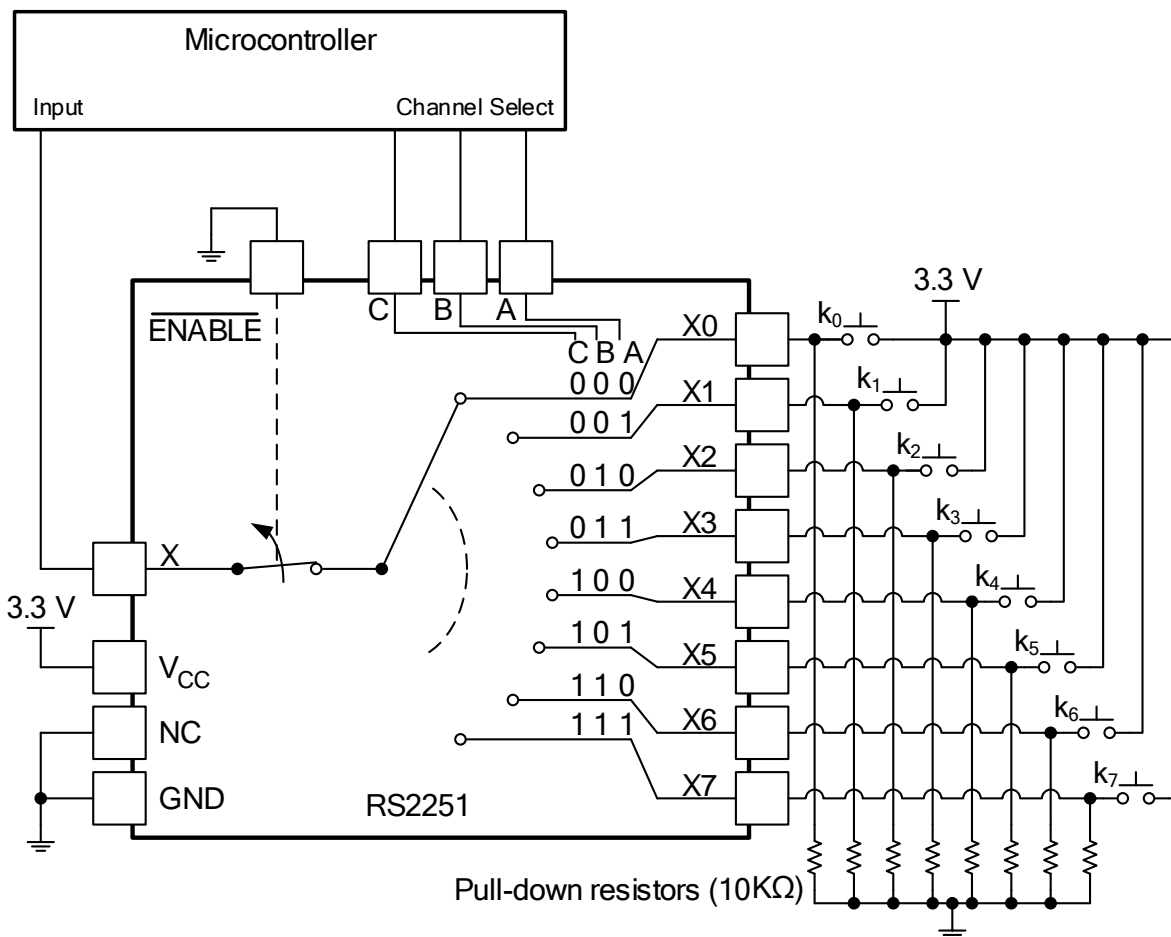 Microcontroller
Input
Channel Select
ENABLE
C
B
A
C B A
3.3 V
X0
k0
0 0 0
X1
k1
0 0 1
X2
k2
0 1 0
X3
k3
0 1 1
X
X4
k4
1 0 0
3.3 V
X5
k5
1 0 1
VCC
X6
k6
1 1 0
NC
1 1 1
X7
k7
GND
RS2251
Pull-down resistors (10KΩ)